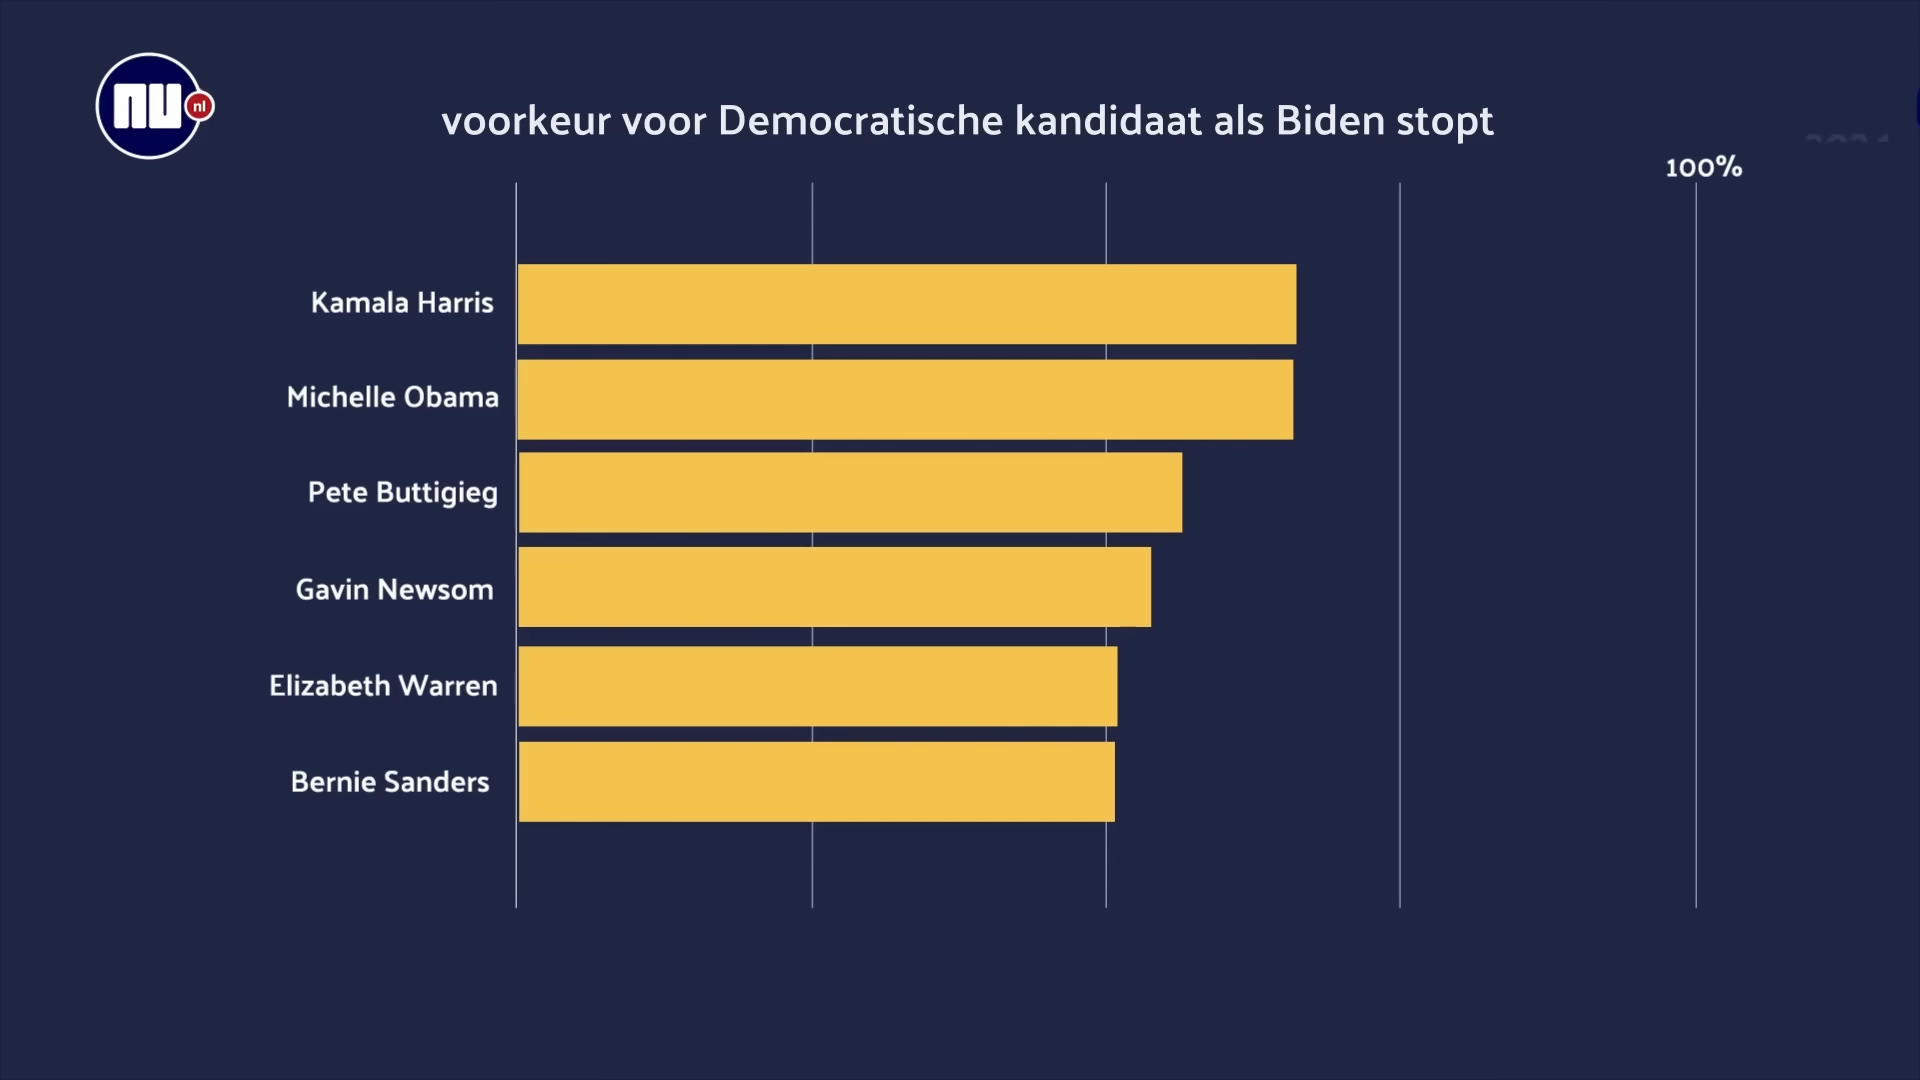 nu
nl
voorkeur voor Democratische kandidaat als Biden stopt
100%
Kamala Harris
Michelle Obama
Pete Buttigieg
Gavin Newsom
Elizabeth Warren
Bernie Sanders